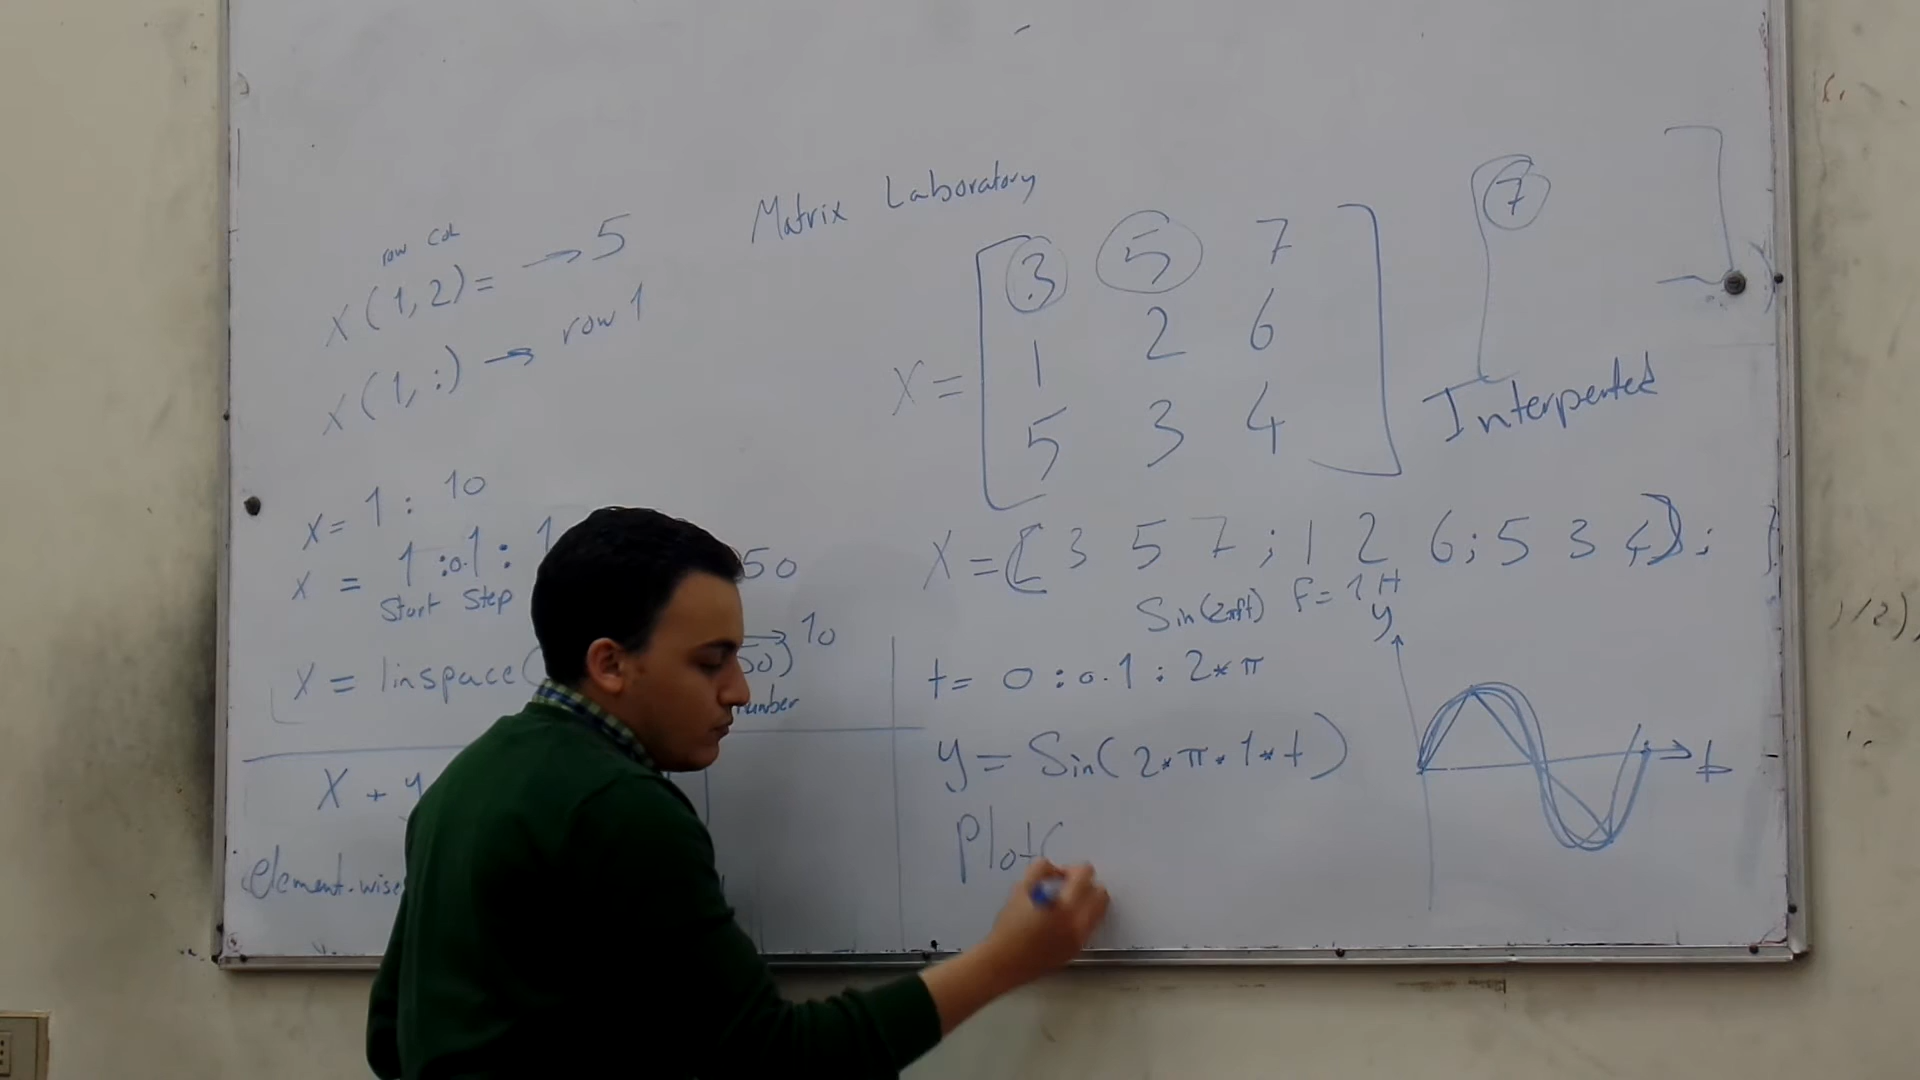 Matrix Laboratory
row Col
X(1,2)= → 5
X(1,:) → row 1
X = 1 : 10
X = 1 :0.1 : 1
Start Step
50
X = linspace(
50) 10
number
X + y
Element-wise
X =
3 5 7
1 2 6
5 3 4
7
Interperted
X = [ 3 5 7 ; 1 2 6 ; 5 3 4 ] ;
Sin(2πft) F = 1 H
t = 0 : 0.1 : 2*π
y = Sin( 2*π*1*t )
Plot(
y
t
)/2),